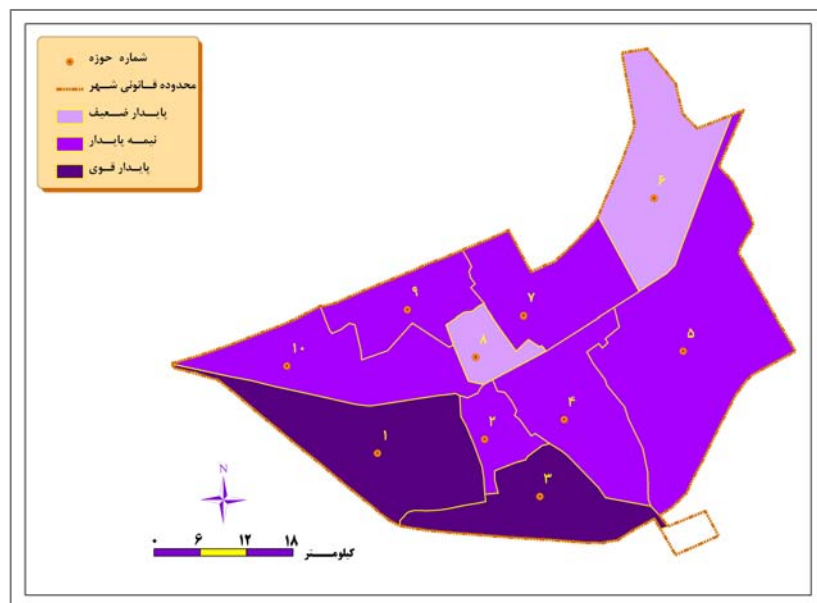 شماره حوزه
محدوده قانونی شهر
پایدار ضعیف
نیمه پایدار
پایدار قوی
۶
۵
۷
۹
۸
۱۰
۴
۲
۱
۳
N
۰ ۶ ۱۲ ۱۸
کیلومتر